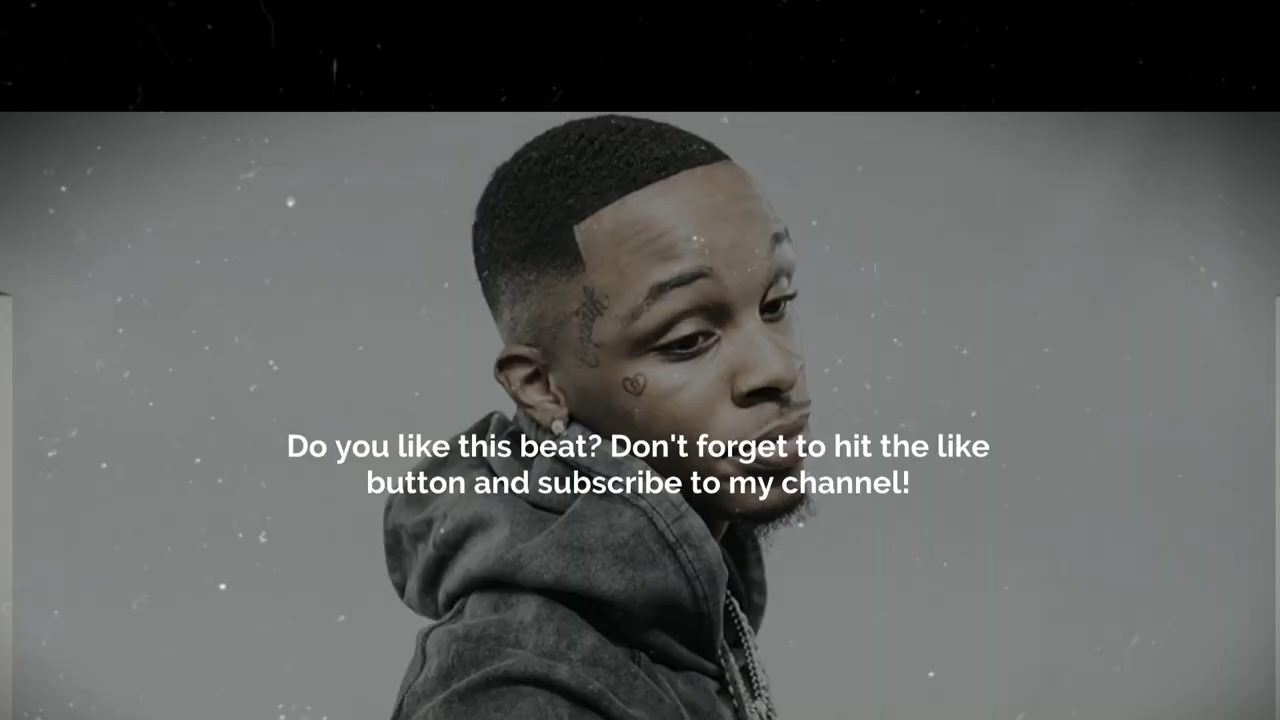 Do you like this beat? Don't forget to hit the like
button and subscribe to my channel!